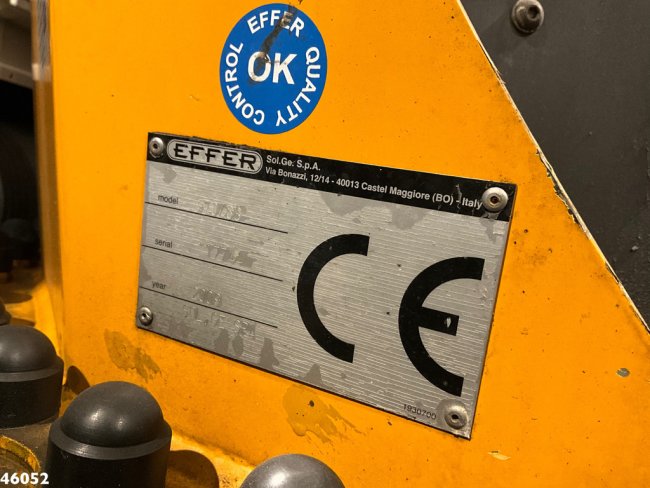 EFFER QUALITY CONTROL
OK
EFFER
Sol.Ge. S.p.A.
Via Bonazzi, 12/14 - 40013 Castel Maggiore (BO) - Italy
model
serial
year
CE
1930700
46052